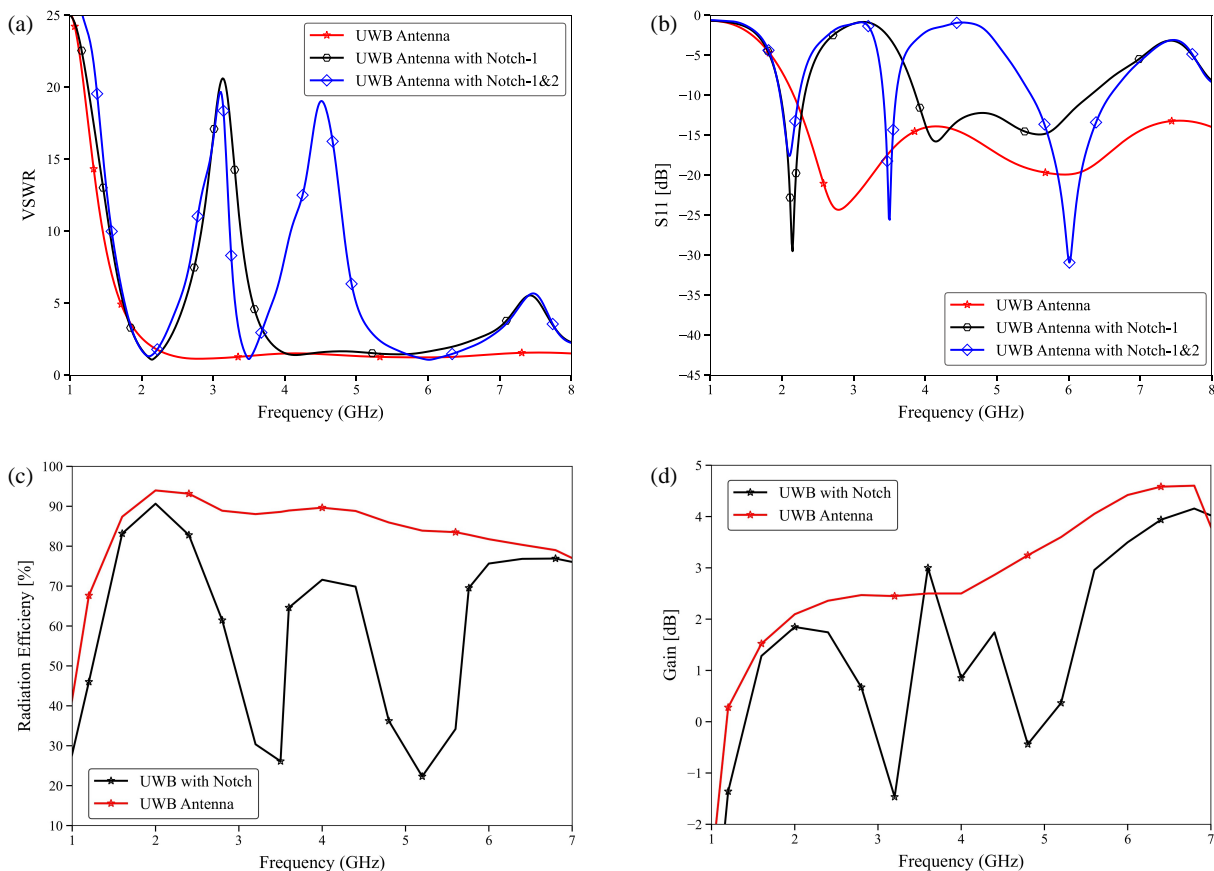 (a)
25
20
15
10
5
0
VSWR
1 2 3 4 5 6 7 8
Frequency (GHz)
UWB Antenna
UWB Antenna with Notch-1
UWB Antenna with Notch-1&2
(b)
0
−5
−10
−15
−20
−25
−30
−35
−40
−45
S11 [dB]
1 2 3 4 5 6 7 8
Frequency (GHz)
UWB Antenna
UWB Antenna with Notch-1
UWB Antenna with Notch-1&2
(c)
100
90
80
70
60
50
40
30
20
10
Radiation Efficieny [%]
1 2 3 4 5 6 7
Frequency (GHz)
UWB with Notch
UWB Antenna
(d)
5
4
3
2
1
0
−1
−2
Gain [dB]
1 2 3 4 5 6 7
Frequency (GHz)
UWB with Notch
UWB Antenna